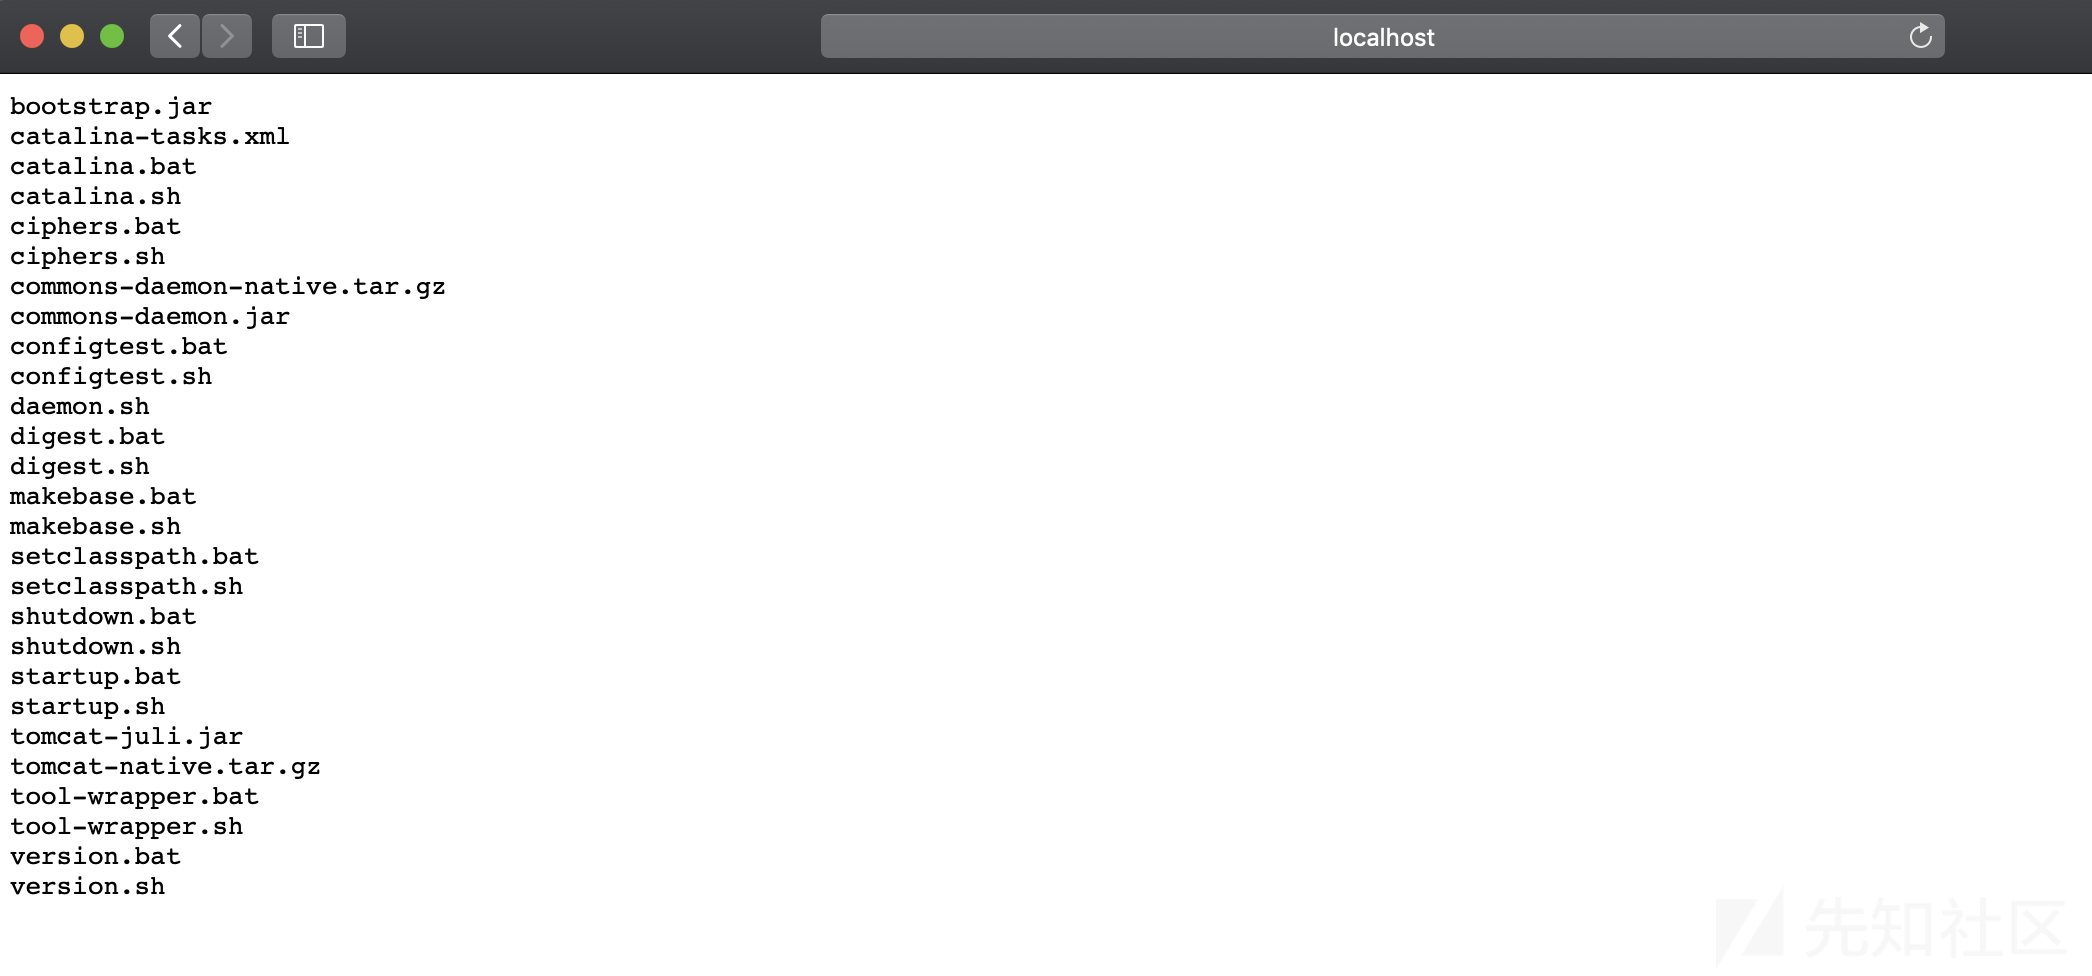 localhost
bootstrap.jar
catalina-tasks.xml
catalina.bat
catalina.sh
ciphers.bat
ciphers.sh
commons-daemon-native.tar.gz
commons-daemon.jar
configtest.bat
configtest.sh
daemon.sh
digest.bat
digest.sh
makebase.bat
makebase.sh
setclasspath.bat
setclasspath.sh
shutdown.bat
shutdown.sh
startup.bat
startup.sh
tomcat-juli.jar
tomcat-native.tar.gz
tool-wrapper.bat
tool-wrapper.sh
version.bat
version.sh
先知社区